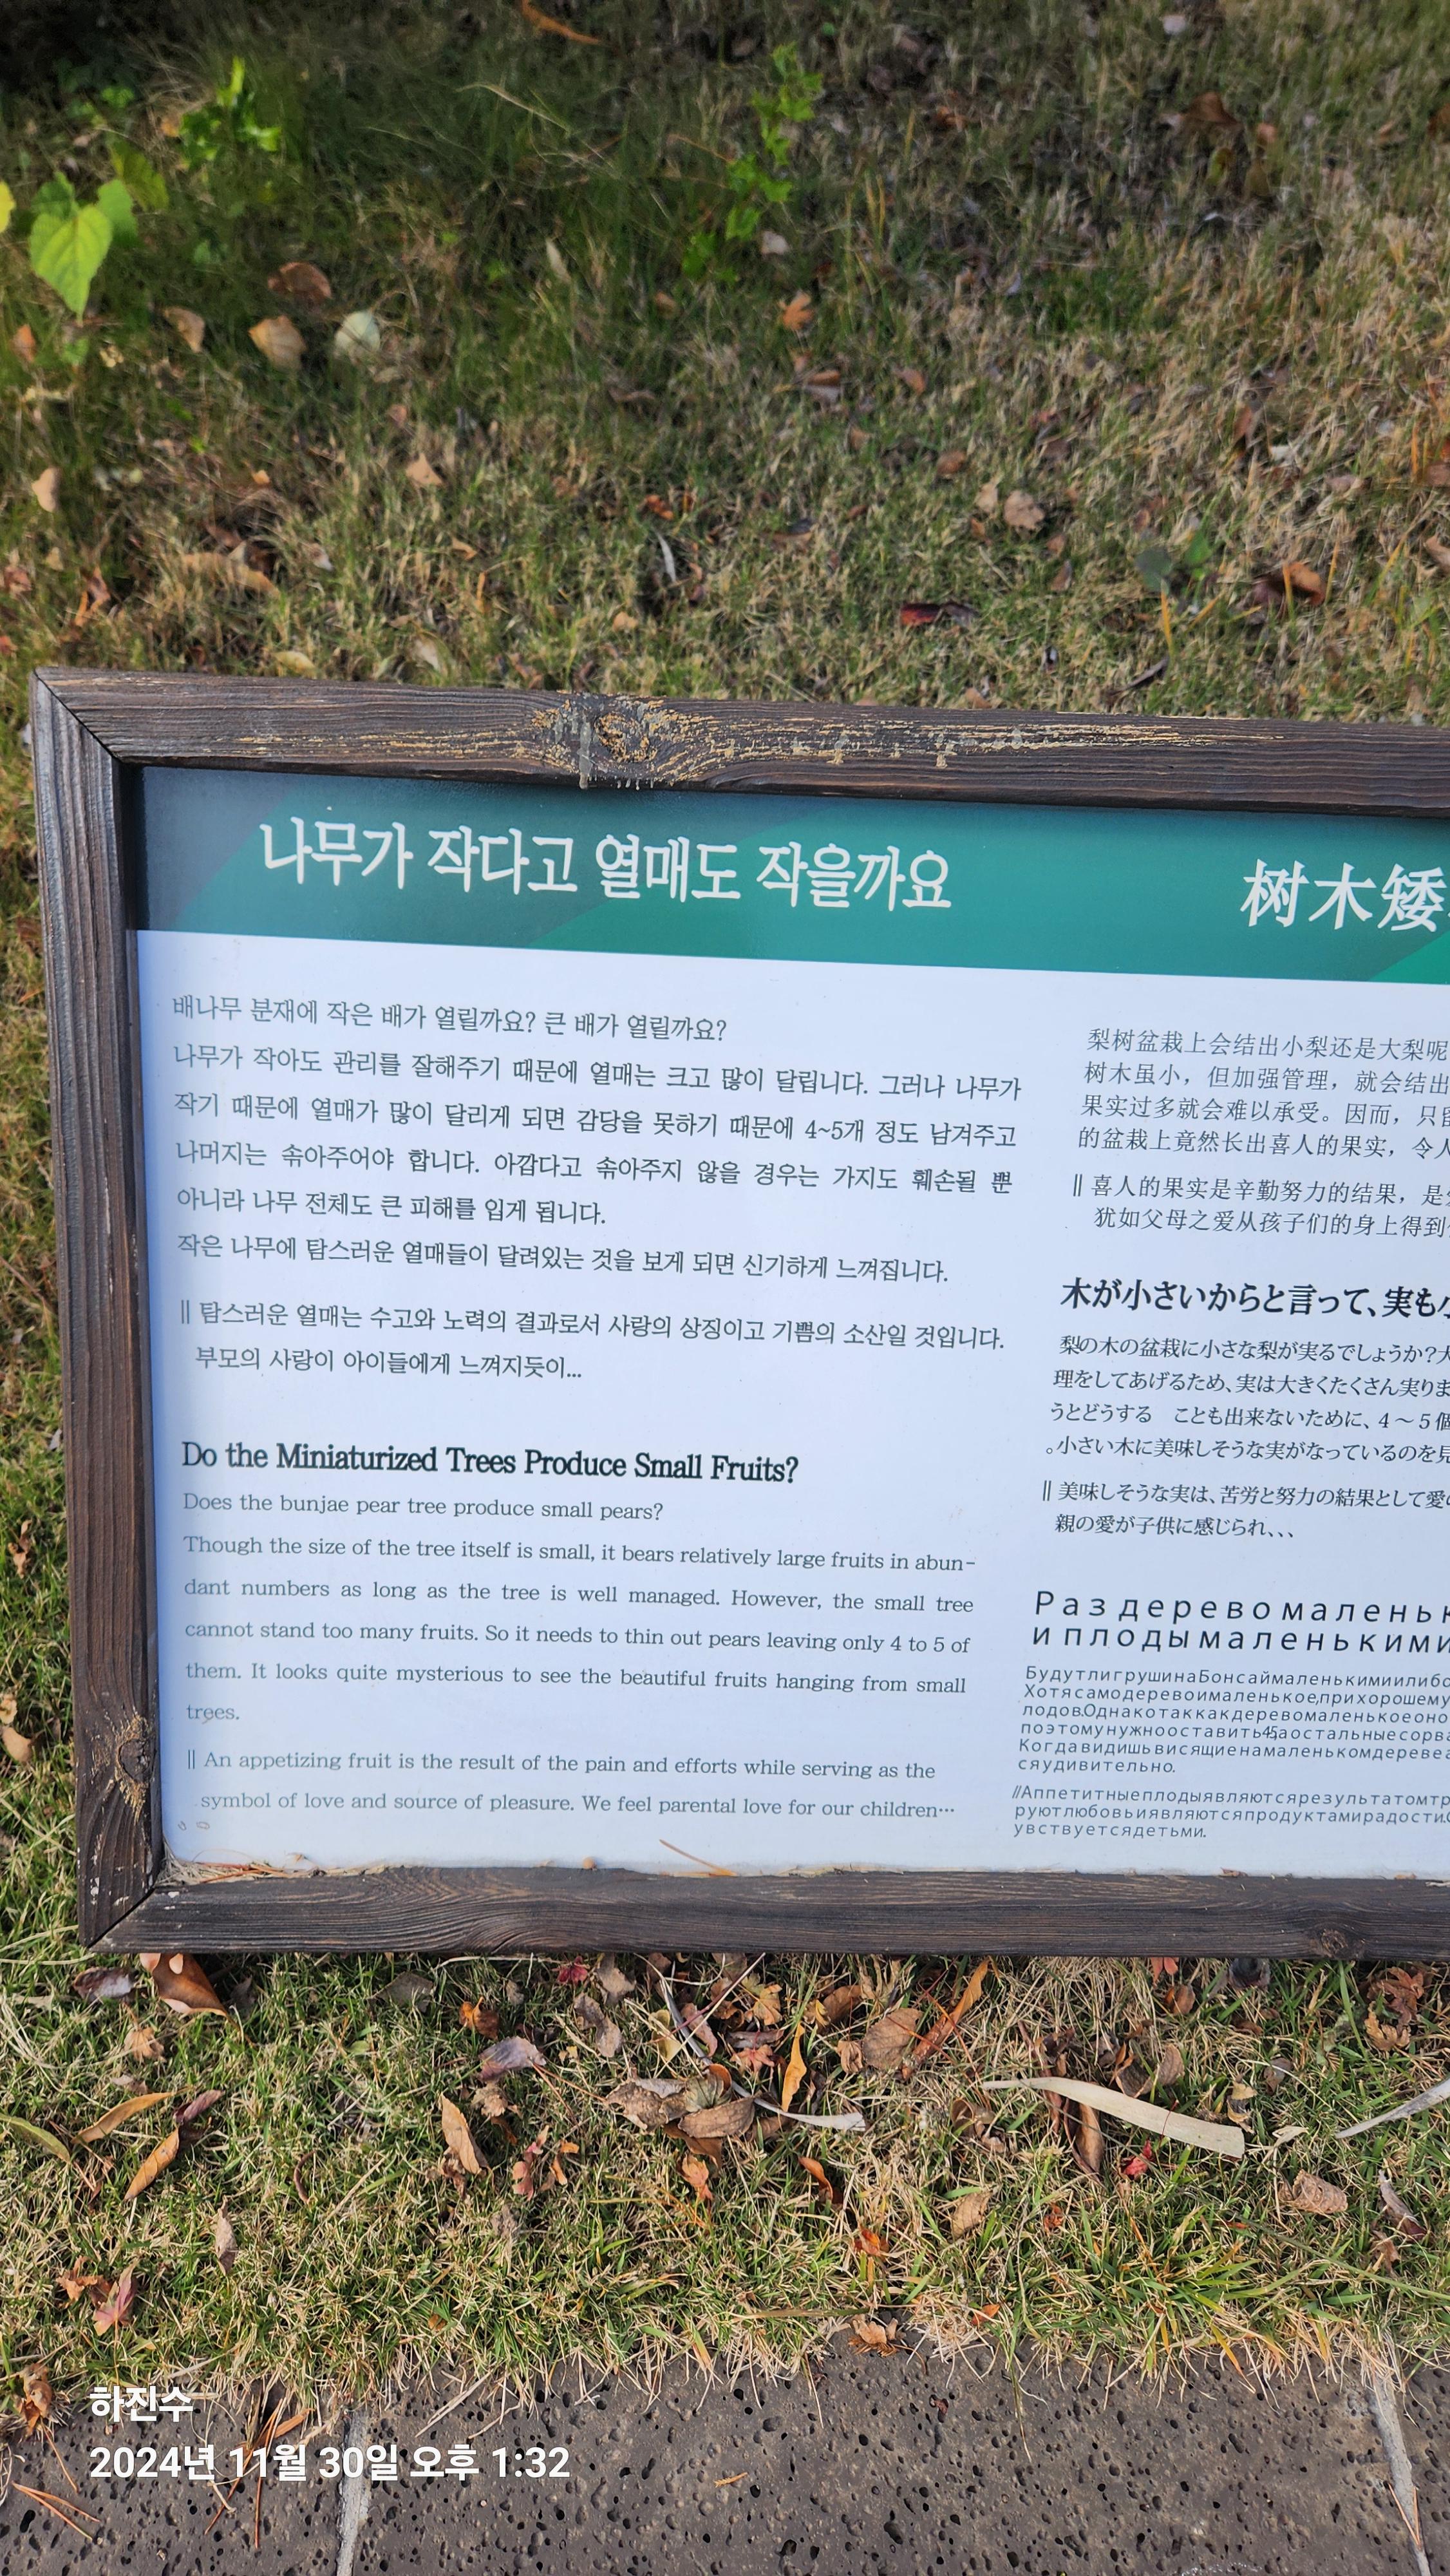 나무가 작다고 열매도 작을까요
배나무 분재에 작은 배가 열릴까요? 큰 배가 열릴까요?
나무가 작아도 관리를 잘해주기 때문에 열매는 크고 많이 달립니다. 그러나 나무가
작기 때문에 열매가 많이 달리게 되면 감당을 못하기 때문에 4~5개 정도 남겨주고
나머지는 솎아주어야 합니다. 아깝다고 솎아주지 않을 경우는 가지도 훼손될 뿐
아니라 나무 전체도 큰 피해를 입게 됩니다.
작은 나무에 탐스러운 열매들이 달려있는 것을 보게 되면 신기하게 느껴집니다.
‖ 탐스러운 열매는 수고와 노력의 결과로서 사랑의 상징이고 기쁨의 소산일 것입니다.
부모의 사랑이 아이들에게 느껴지듯이...
Do the Miniaturized Trees Produce Small Fruits?
Does the bunjae pear tree produce small pears?
Though the size of the tree itself is small, it bears relatively large fruits in abun-
dant numbers as long as the tree is well managed. However, the small tree
cannot stand too many fruits. So it needs to thin out pears leaving only 4 to 5 of
them. It looks quite mysterious to see the beautiful fruits hanging from small
trees.
‖ An appetizing fruit is the result of the pain and efforts while serving as the
symbol of love and source of pleasure. We feel parental love for our children…
树木矮
梨树盆栽上会结出小梨还是大梨呢
树木虽小，但加强管理，就会结出
果实过多就会难以承受。因而，只留
的盆栽上竟然长出喜人的果实，令人
‖ 喜人的果实是辛勤努力的结果，是
犹如父母之爱从孩子们的身上得到
木が小さいからと言って、実も小
梨の木の盆栽に小さな梨が実るでしょうか?大
理をしてあげるため、実は大きくたくさん実りま
うとどうする　ことも出来ないために、4～5個
。小さい木に美味しそうな実がなっているのを見
‖ 美味しそうな実は、苦労と努力の結果として愛の
親の愛が子供に感じられ、、、
Раз дерево маленьк
и плоды маленькими
БудутлигрушинаБонсаймаленькимиилибо
Хотясамодеревоималенькое,прихорошему
лодов.Однакотаккакдеревомаленькоеоно
поэтомунужнооставить45,аостальныесорва
Когдавидишьвисящиенамаленькомдеревеа
сяудивительно.
//Аппетитныеплодыявляютсярезультатомтр
руютлюбовьиявляютсяпродуктамирадости.С
увствуетсядетьми.
하진수
2024년 11월 30일 오후 1:32